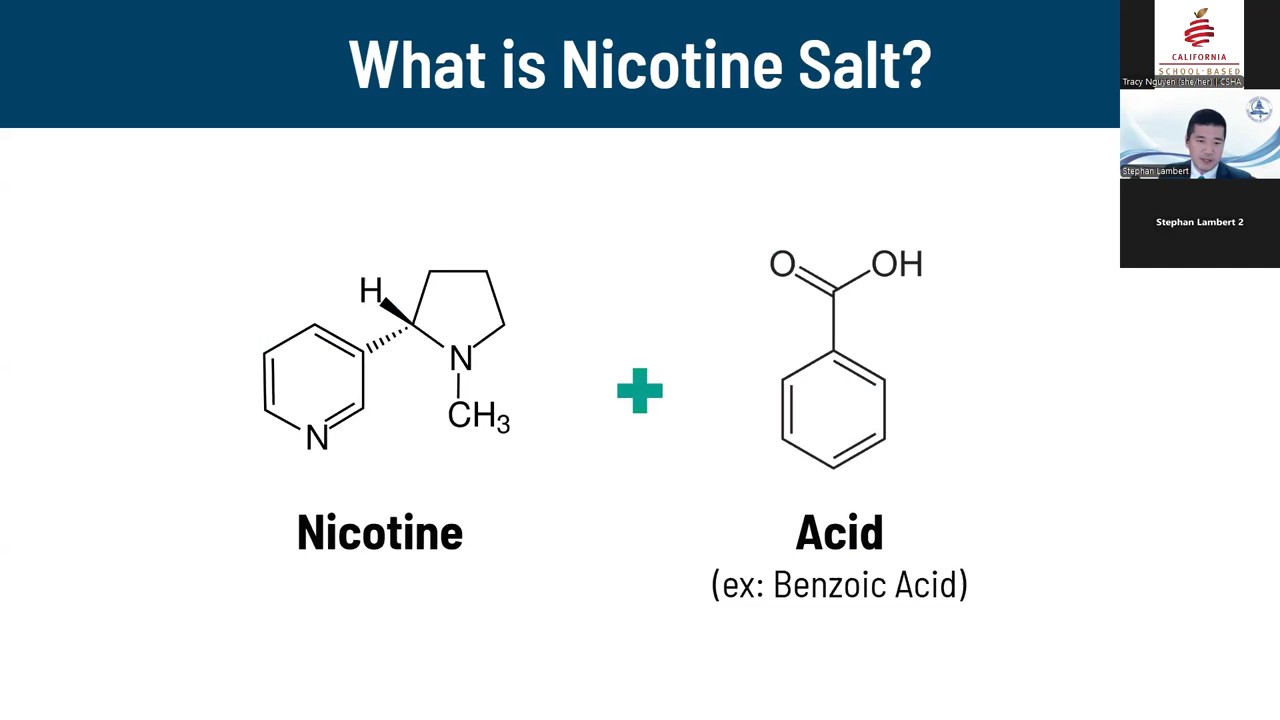 What is Nicotine Salt?
H
N
CH3
N
Nicotine
O
OH
Acid
(ex: Benzoic Acid)
CALIFORNIA
SCHOOL-BASED
Tracy Nguyen (she/her) | CSHA
Stephan Lambert
Stephan Lambert 2